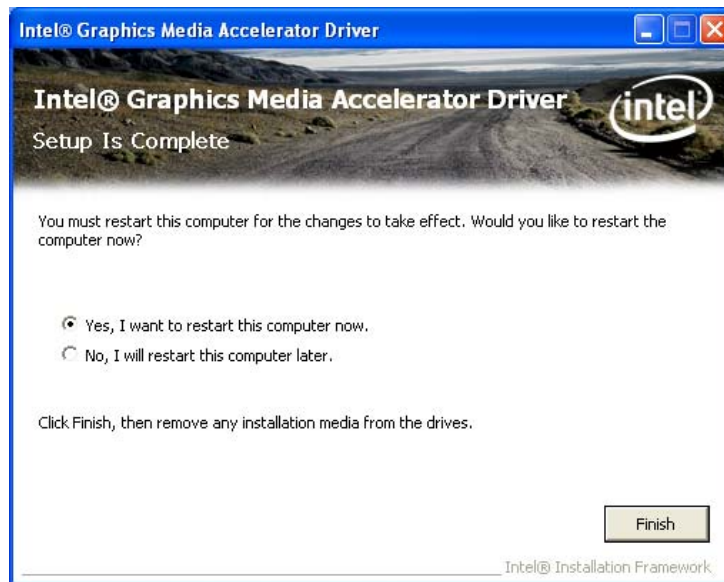 Intel® Graphics Media Accelerator Driver
Intel® Graphics Media Accelerator Driver
intel
Setup Is Complete
You must restart this computer for the changes to take effect. Would you like to restart the
computer now?
Yes, I want to restart this computer now.
No, I will restart this computer later.
Click Finish, then remove any installation media from the drives.
Finish
Intel® Installation Framework